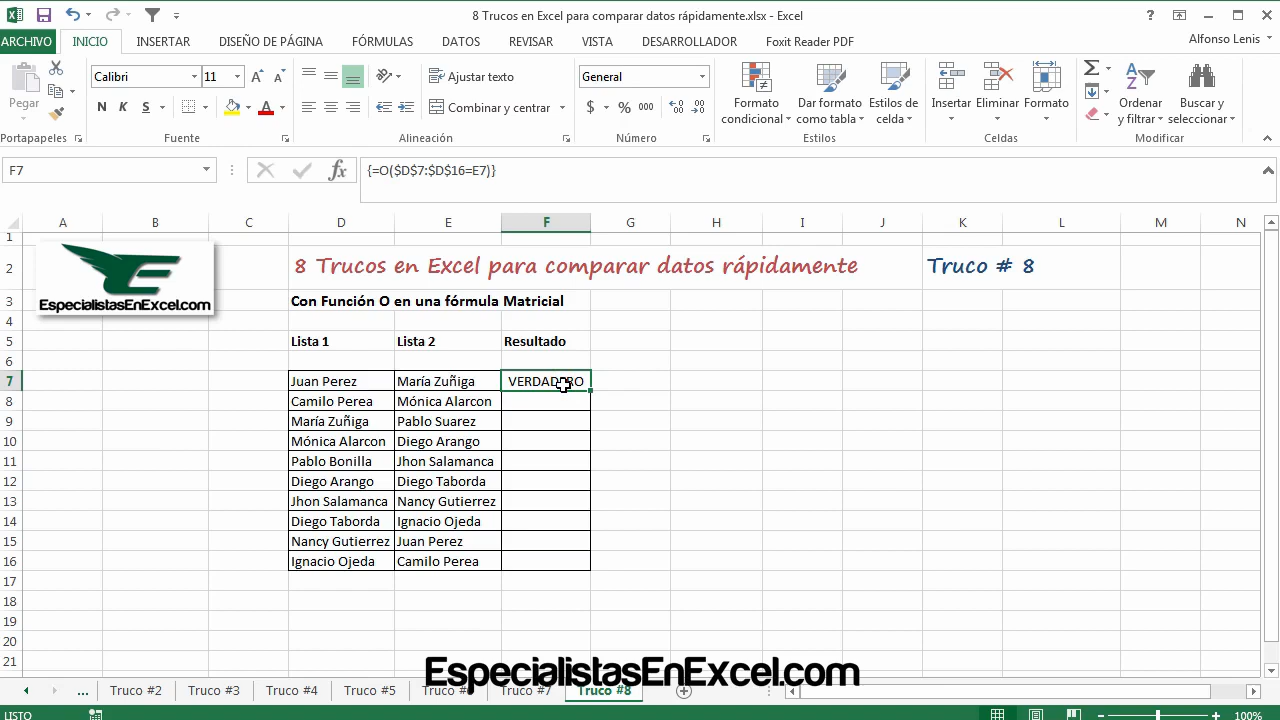 8 Trucos en Excel para comparar datos rápidamente.xlsx - Excel
ARCHIVO INICIO INSERTAR DISEÑO DE PÁGINA FÓRMULAS DATOS REVISAR VISTA DESARROLLADOR Foxit Reader PDF Alfonso Lenis
Pegar
Calibri 11
N K S
Ajustar texto
Combinar y centrar
General
$ % 000
Formato condicional
Dar formato como tabla
Estilos de celda
Insertar Eliminar Formato
Ordenar y filtrar
Buscar y seleccionar
Portapapeles Fuente Alineación Número Estilos Celdas Modificar
F7 fx {=O($D$7:$D$16=E7)}
A B C D E F G H I J K L M N
1
2 8 Trucos en Excel para comparar datos rápidamente Truco # 8
EspecialistasEnExcel.com
3 Con Función O en una fórmula Matricial
4
5 Lista 1 Lista 2 Resultado
6
7 Juan Perez María Zuñiga VERDADERO
8 Camilo Perea Mónica Alarcon
9 María Zuñiga Pablo Suarez
10 Mónica Alarcon Diego Arango
11 Pablo Bonilla Jhon Salamanca
12 Diego Arango Diego Taborda
13 Jhon Salamanca Nancy Gutierrez
14 Diego Taborda Ignacio Ojeda
15 Nancy Gutierrez Juan Perez
16 Ignacio Ojeda Camilo Perea
17
18
19
20
21
EspecialistasEnExcel.com
... Truco #2 Truco #3 Truco #4 Truco #5 Truco #7 Truco #8
LISTO 100%